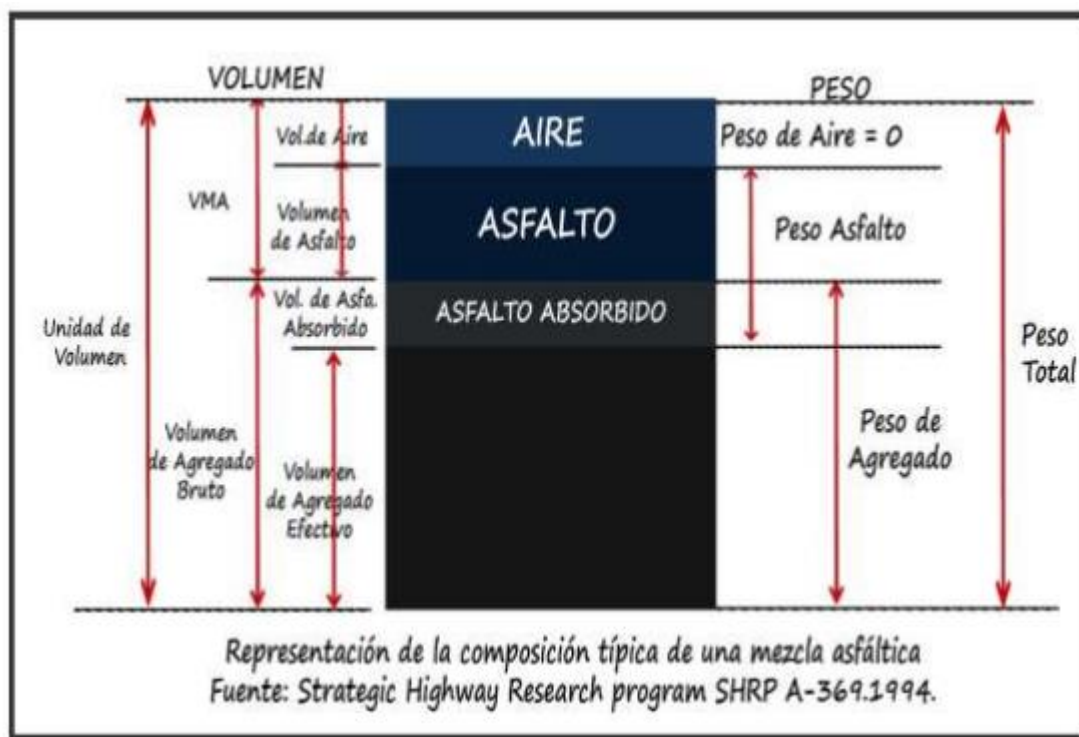 VOLUMEN
PESO
Vol.de Aire
AIRE
Peso de Aire = 0
VMA
Volumen
de Asfalto
ASFALTO
Peso Asfalto
Vol. de Asfa.
Absorbido
ASFALTO ABSORBIDO
Unidad de
Volumen
Peso
Total
Volumen
de Agregado
Bruto
Volumen
de Agregado
Efectivo
Peso de
Agregado
Representación de la composición típica de una mezcla asfáltica
Fuente: Strategic Highway Research program SHRP A-369.1994.